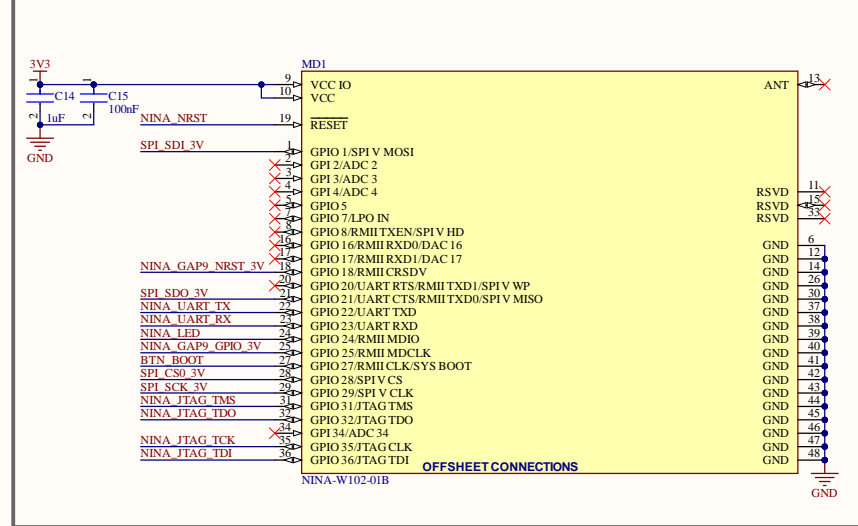 3V3
MD1
1 1
C14 C15
1uF 100nF
2 2
GND
9 VCC IO
10 VCC
NINA_NRST 19 RESET
SPI_SDI_3V 1 GPIO 1/SPI V MOSI
2 GPI 2/ADC 2
3 GPI 3/ADC 3
4 GPI 4/ADC 4
5 GPIO 5
7 GPIO 7/LPO IN
8 GPIO 8/RMII TXEN/SPI V HD
16 GPIO 16/RMII RXD0/DAC 16
17 GPIO 17/RMII RXD1/DAC 17
NINA_GAP9_NRST_3V 18 GPIO 18/RMII CRSDV
20 GPIO 20/UART RTS/RMII TXD1/SPI V WP
SPI_SDO_3V 21 GPIO 21/UART CTS/RMII TXD0/SPI V MISO
NINA_UART_TX 22 GPIO 22/UART TXD
NINA_UART_RX 23 GPIO 23/UART RXD
NINA_LED 24 GPIO 24/RMII MDIO
NINA_GAP9_GPIO_3V 25 GPIO 25/RMII MDCLK
BTN_BOOT 27 GPIO 27/RMII CLK/SYS BOOT
SPI_CS0_3V 28 GPIO 28/SPI V CS
SPI_SCK_3V 29 GPIO 29/SPI V CLK
NINA_JTAG_TMS 31 GPIO 31/JTAG TMS
NINA_JTAG_TDO 32 GPIO 32/JTAG TDO
34 GPI 34/ADC 34
NINA_JTAG_TCK 35 GPIO 35/JTAG CLK
NINA_JTAG_TDI 36 GPIO 36/JTAG TDI
ANT 13
RSVD 11
RSVD 15
RSVD 33
GND 6
GND 12
GND 14
GND 26
GND 30
GND 37
GND 38
GND 39
GND 40
GND 41
GND 42
GND 43
GND 44
GND 45
GND 46
GND 47
GND 48
OFFSHEET CONNECTIONS
NINA-W102-01B
GND